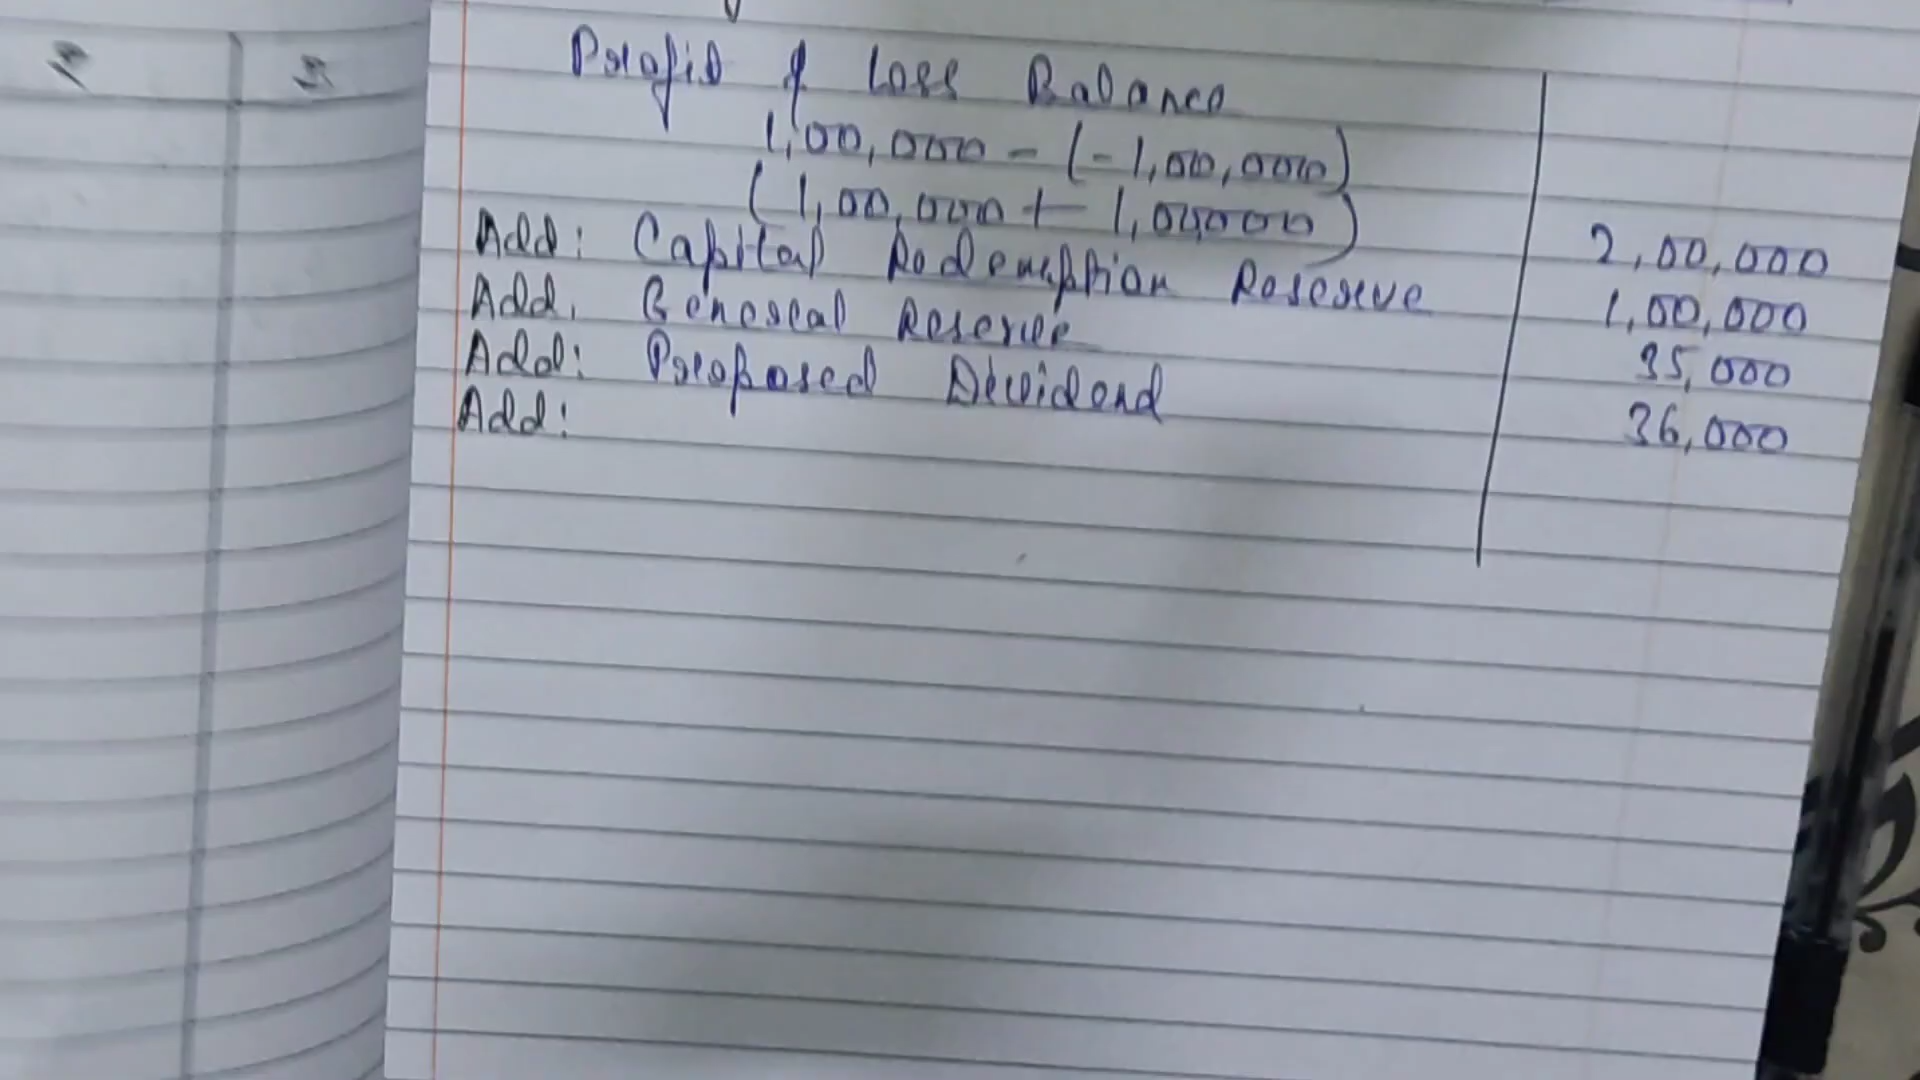 ₹ ₹
Profit & Loss Balance
1,00,000 - (-1,00,000)
(1,00,000 + 1,00,000) 2,00,000
Add: Capital Redemption Reserve 1,00,000
Add. General Reserve 35,000
Add: Proposed Dividend 36,000
Add: